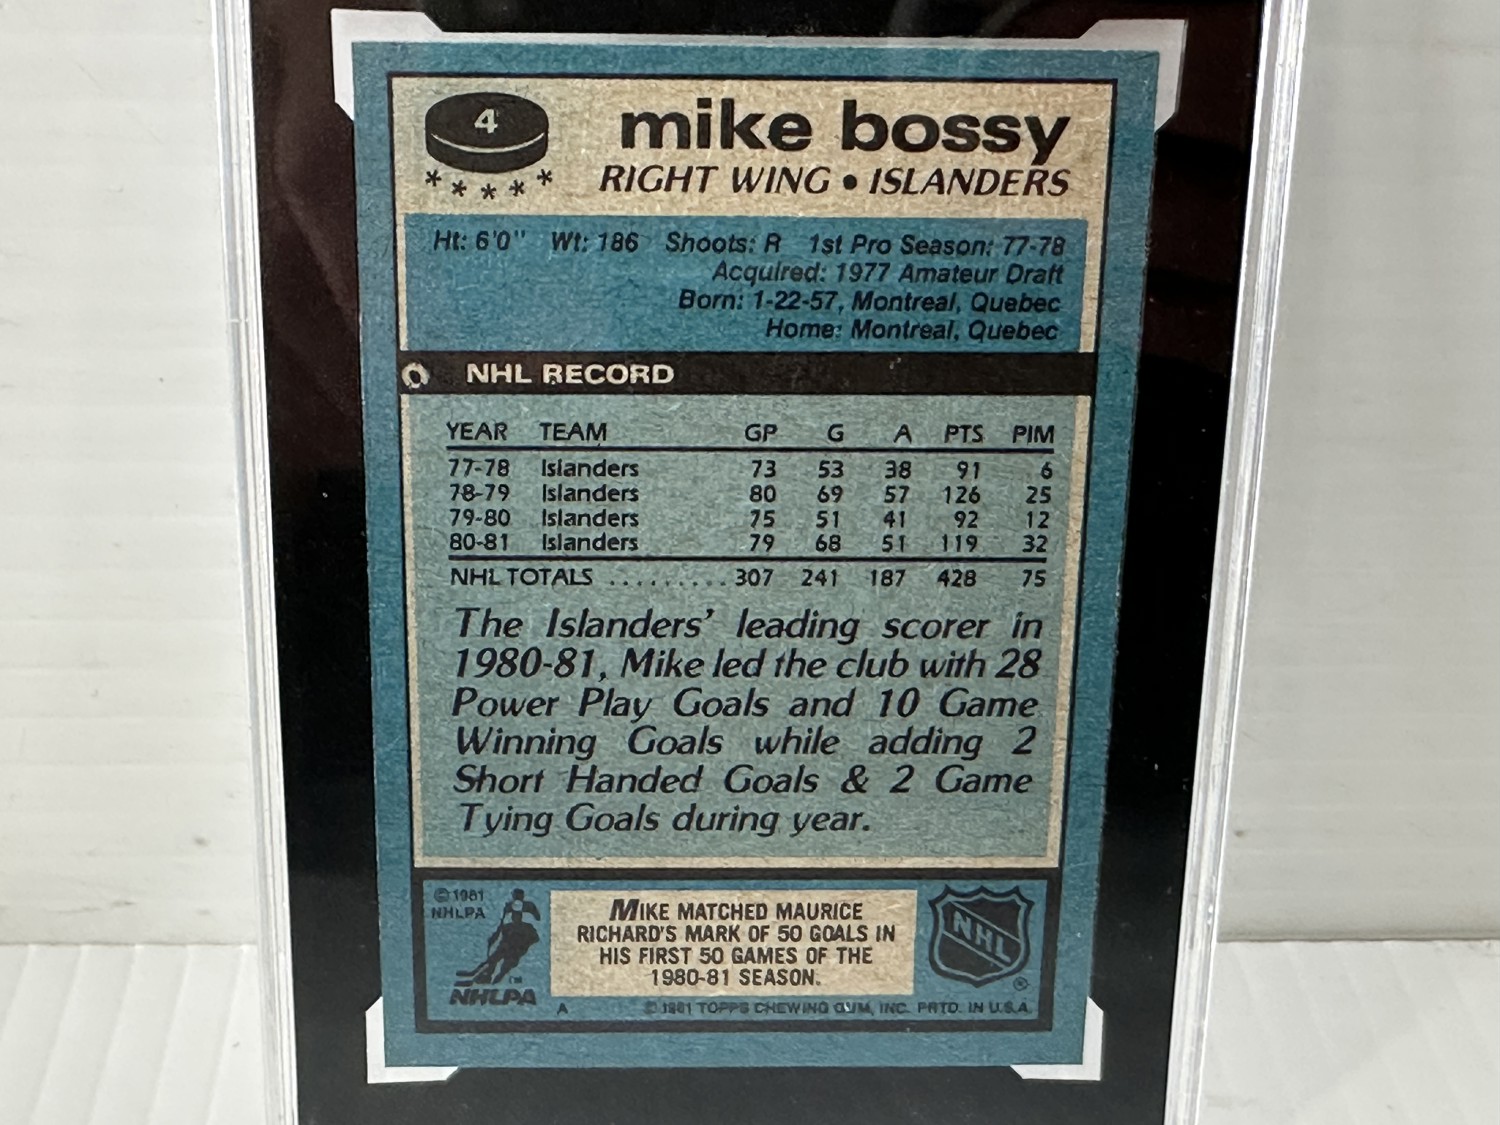 4
mike bossy
* * * * *
RIGHT WING • ISLANDERS
Ht: 6'0" Wt: 186 Shoots: R 1st Pro Season: 77-78
Acquired: 1977 Amateur Draft
Born: 1-22-57, Montreal, Quebec
Home: Montreal, Quebec
NHL RECORD
YEAR TEAM GP G A PTS PIM
77-78 Islanders 73 53 38 91 6
78-79 Islanders 80 69 57 126 25
79-80 Islanders 75 51 41 92 12
80-81 Islanders 79 68 51 119 32
NHL TOTALS ......... 307 241 187 428 75
The Islanders' leading scorer in
1980-81, Mike led the club with 28
Power Play Goals and 10 Game
Winning Goals while adding 2
Short Handed Goals & 2 Game
Tying Goals during year.
© 1981
NHLPA
TM
NHLPA
MIKE MATCHED MAURICE
RICHARD'S MARK OF 50 GOALS IN
HIS FIRST 50 GAMES OF THE
1980-81 SEASON.
NHL
®
A © 1981 TOPPS CHEWING GUM, INC. PRTD. IN U.S.A.